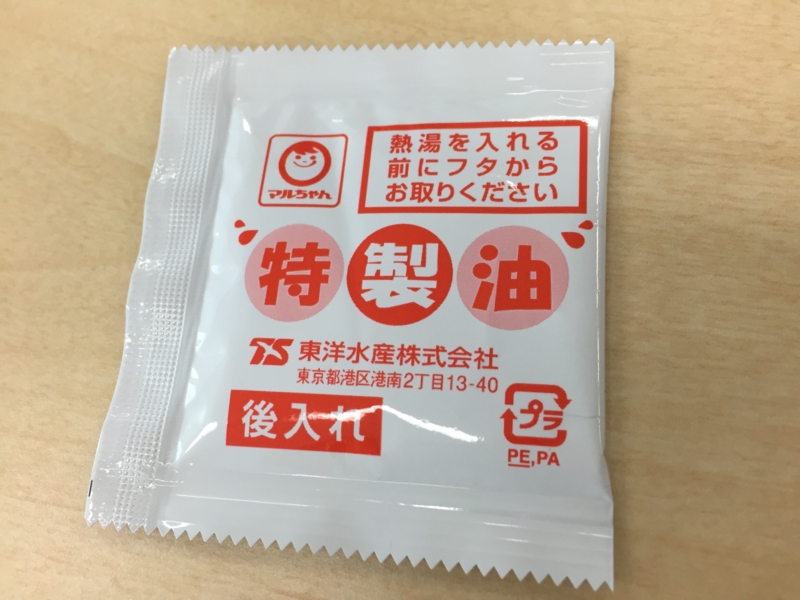 熱湯を入れる
前にフタから
お取りください
マルちゃん
特製油
TS 東洋水産株式会社
東京都港区港南2丁目13-40
後入れ
プラ
PE,PA